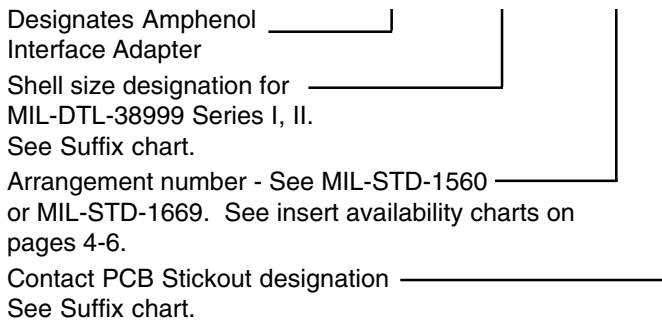 Designates Amphenol
Interface Adapter
Shell size designation for
MIL-DTL-38999 Series I, II.
See Suffix chart.
Arrangement number - See MIL-STD-1560
or MIL-STD-1669.  See insert availability charts on
pages 4-6.
Contact PCB Stickout designation
See Suffix chart.